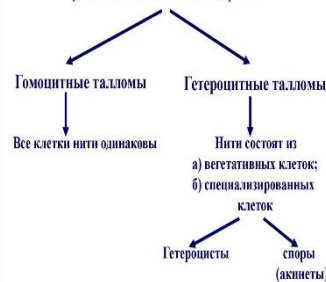 Гомоцитные талломы
Гетероцитные талломы
Все клетки нити одинаковы
Нити состоят из
а) вегетативных клеток;
б) специализированных
клеток
Гетероцисты
споры
(акинеты)